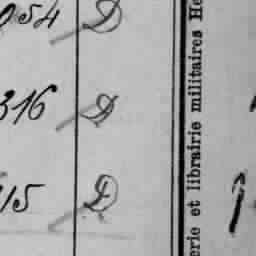 054 D
316 D
15 D
erie et librairie militaires He